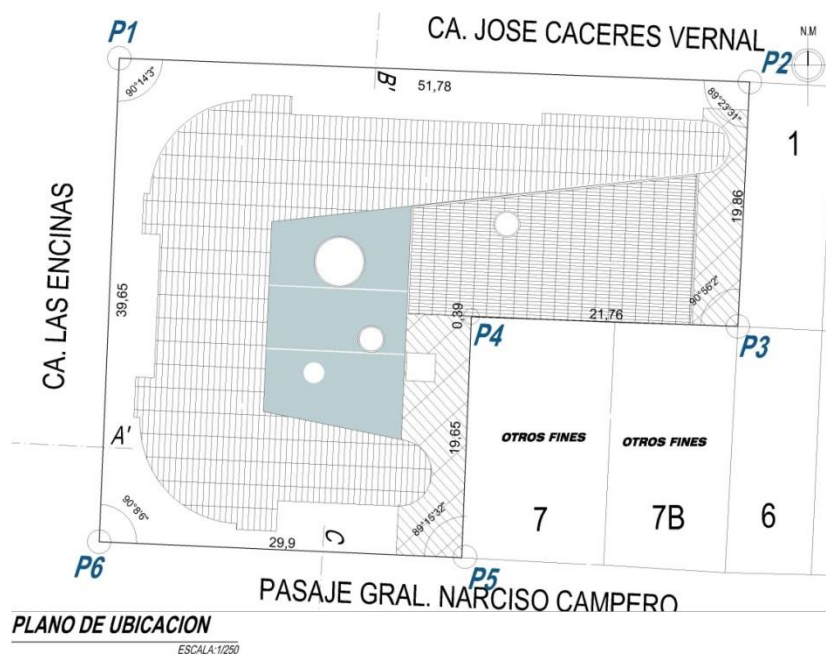 CA. JOSE CACERES VERNAL
P1
P2
N.M
B'
51,78
90°14'3"
89°23'31"
1
CA. LAS ENCINAS
39,65
19,86
90°56'2"
0,39
21,76
P4
P3
A'
19,65
OTROS FINES
OTROS FINES
90°8'6"
89°15'32"
7
7B
6
29,9
C
P6
P5
PASAJE GRAL. NARCISO CAMPERO
PLANO DE UBICACION
ESCALA:1/250